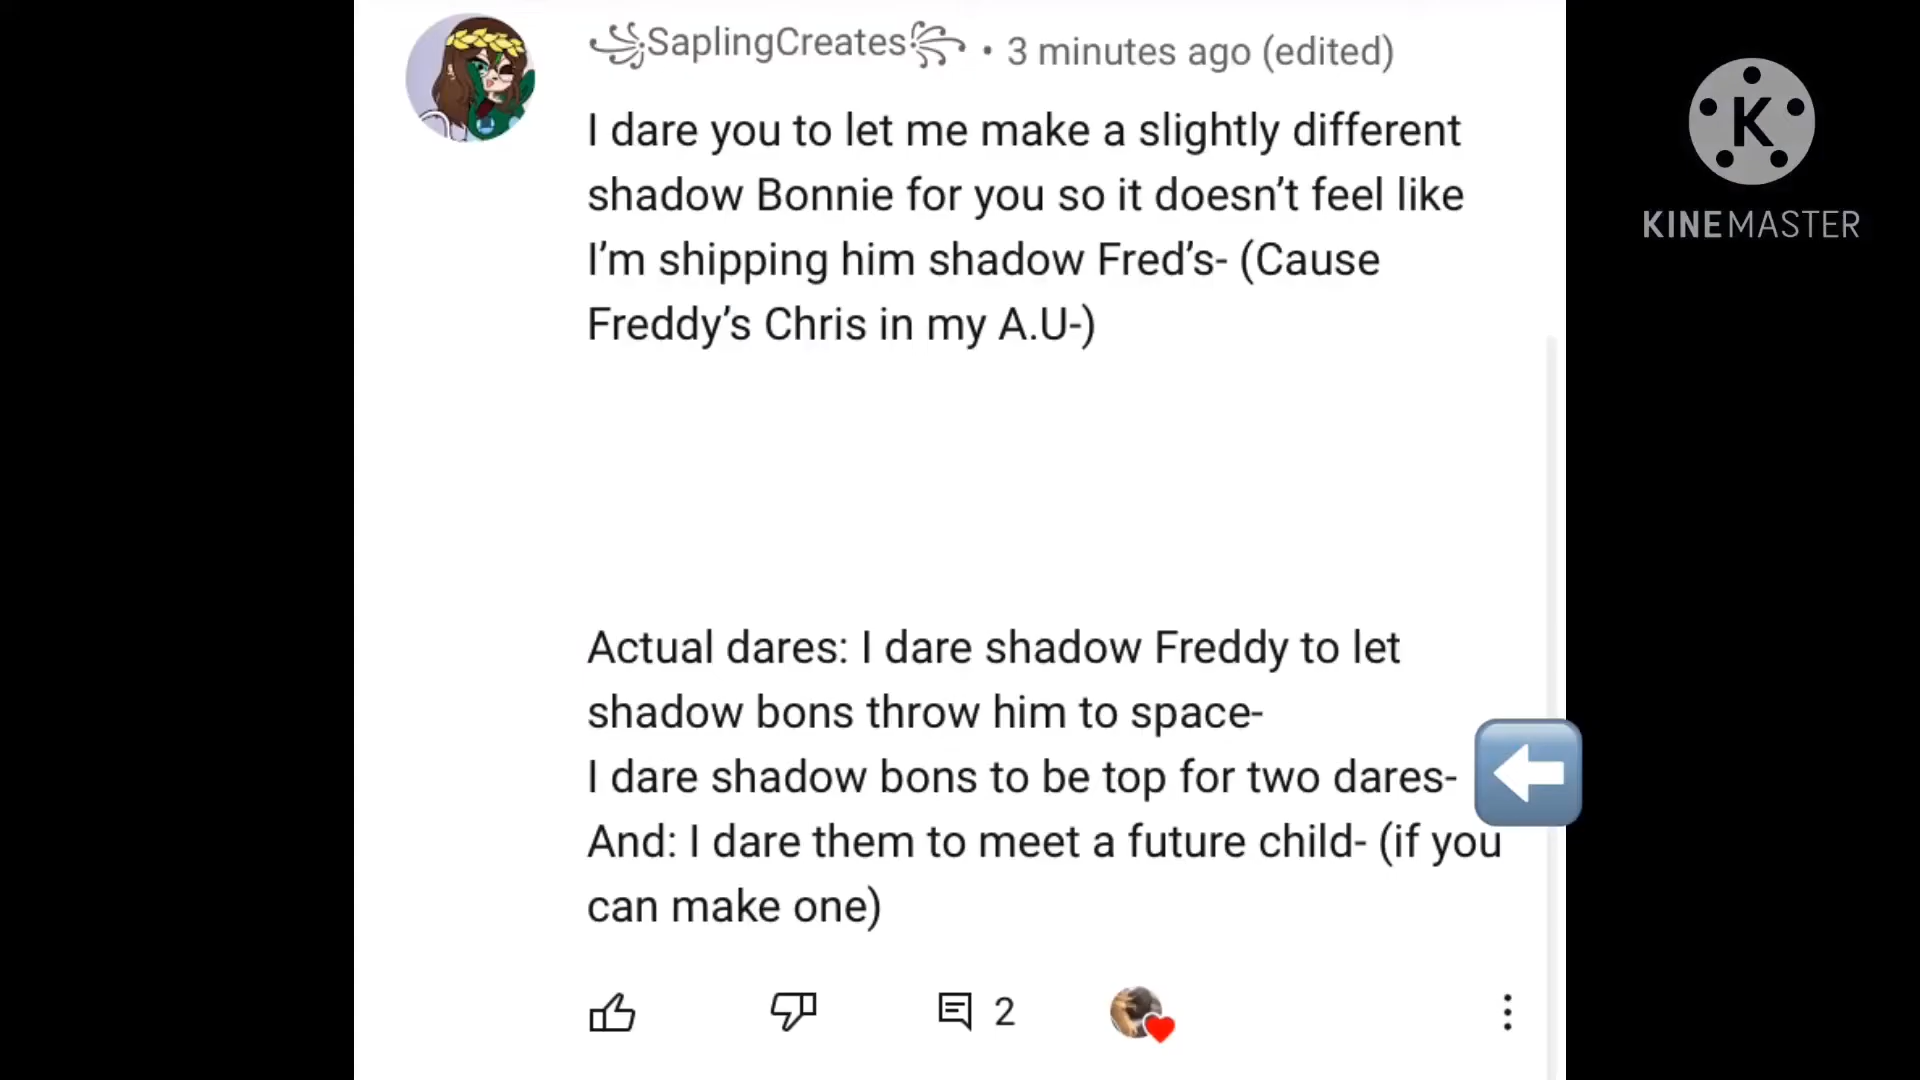 ꧁SaplingCreates꧂ • 3 minutes ago (edited)
I dare you to let me make a slightly different
shadow Bonnie for you so it doesn’t feel like
I’m shipping him shadow Fred’s- (Cause
Freddy’s Chris in my A.U-)
Actual dares: I dare shadow Freddy to let
shadow bons throw him to space-
I dare shadow bons to be top for two dares-
And: I dare them to meet a future child- (if you
can make one)
2
K
KINEMASTER